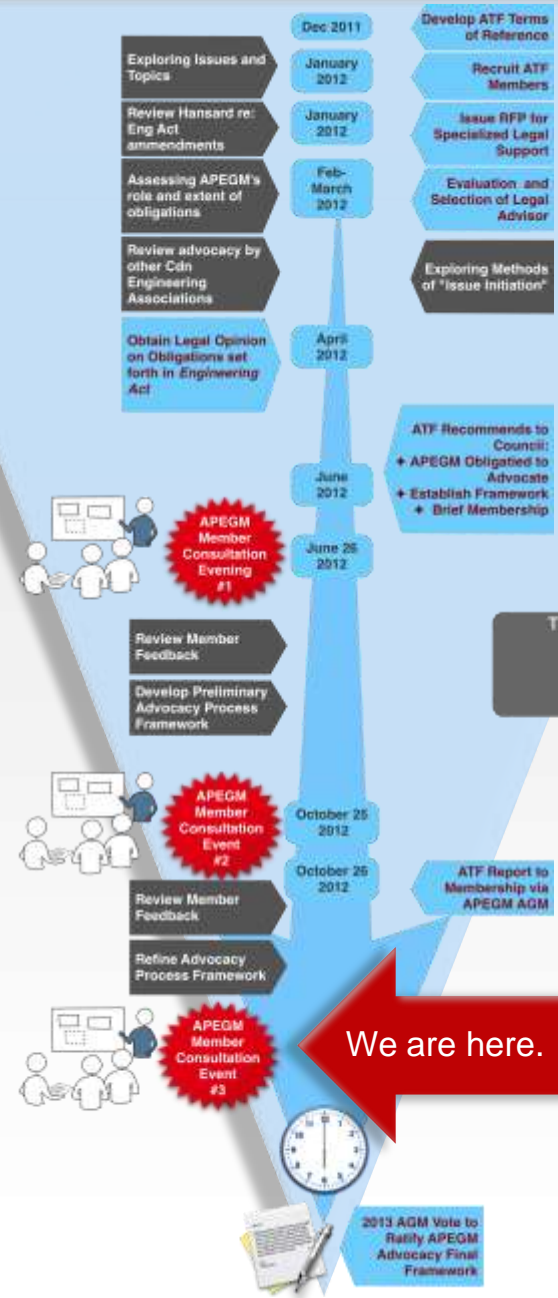 Dec 2011
Develop ATF Terms
of Reference
Exploring Issues and
Topics
January
2012
Recruit ATF
Members
Review Hansard re:
Eng Act
ammendments
January
2012
Issue RFP for
Specialized Legal
Support
Assessing APEGM's
role and extent of
obligations
Feb-
March
2012
Evaluation and
Selection of Legal
Advisor
Review advocacy by
other Cdn
Engineering
Associations
Exploring Methods
of "Issue Initiation"
Obtain Legal Opinion
on Obligations set
forth in Engineering
Act
April
2012
ATF Recommends to
Council:
+ APEGM Obligatied to
Advocate
+ Establish Framework
+ Brief Membership
June
2012
APEGM
Member
Consultation
Evening
#1
June 26
2012
T
Review Member
Feedback
Develop Preliminary
Advocacy Process
Framework
APEGM
Member
Consultation
Event
#2
October 25
2012
October 26
2012
ATF Report to
Membership via
APEGM AGM
Review Member
Feedback
Refine Advocacy
Process Framework
APEGM
Member
Consultation
Event
#3
We are here.
2013 AGM Vote to
Ratify APEGM
Advocacy Final
Framework